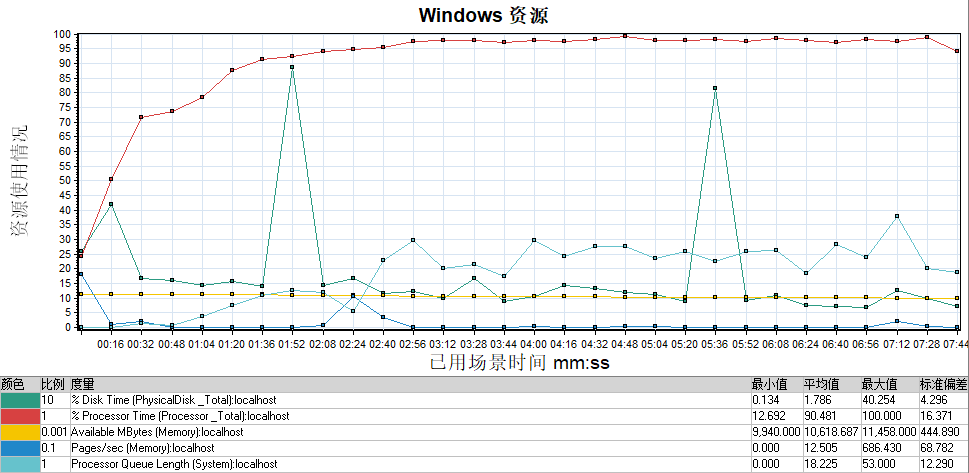 Windows 资源
100
95
90
85
80
75
70
65
60
55
50
45
40
35
30
25
20
15
10
5
0
资源使用情况
00:16 00:32 00:48 01:04 01:20 01:36 01:52 02:08 02:24 02:40 02:56 03:12 03:28 03:44 04:00 04:16 04:32 04:48 05:04 05:20 05:36 05:52 06:08 06:24 06:40 06:56 07:12 07:28 07:44
已用场景时间 mm:ss
颜色 比例 度量 最小值 平均值 最大值 标准偏差
10 % Disk Time (PhysicalDisk _Total):localhost 0.134 1.786 40.254 4.296
1 % Processor Time (Processor _Total):localhost 12.692 90.481 100.000 16.371
0.001 Available MBytes (Memory):localhost 9,940.000 10,618.687 11,458.000 444.890
0.1 Pages/sec (Memory):localhost 0.000 12.505 686.430 68.782
1 Processor Queue Length (System):localhost 0.000 18.225 53.000 12.290